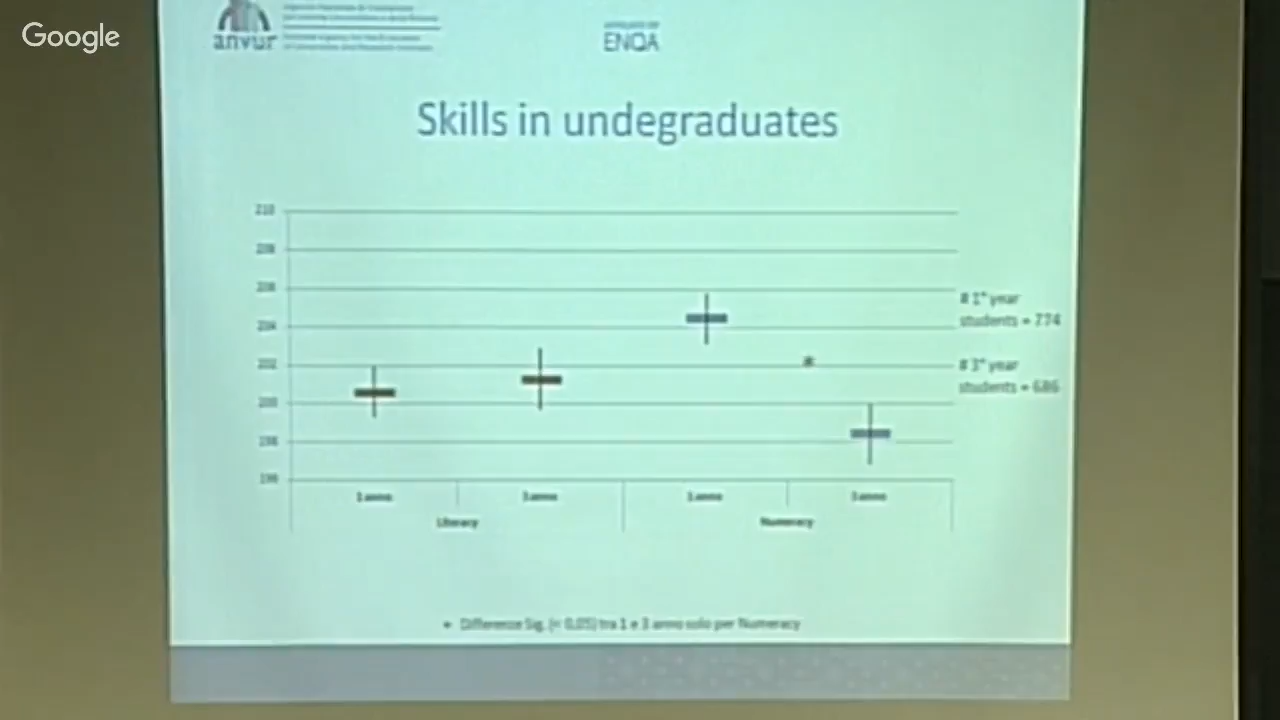 Google
anvur
ENQA
Skills in undegraduates
210
208
206
204
202
200
198
196
# 1° year
students = 774
*
# 3° year
students = 686
1 anno
3 anno
1 anno
3 anno
Literacy
Numeracy
* Differenze Sig. (< 0,05) tra 1 e 3 anno solo per Numeracy